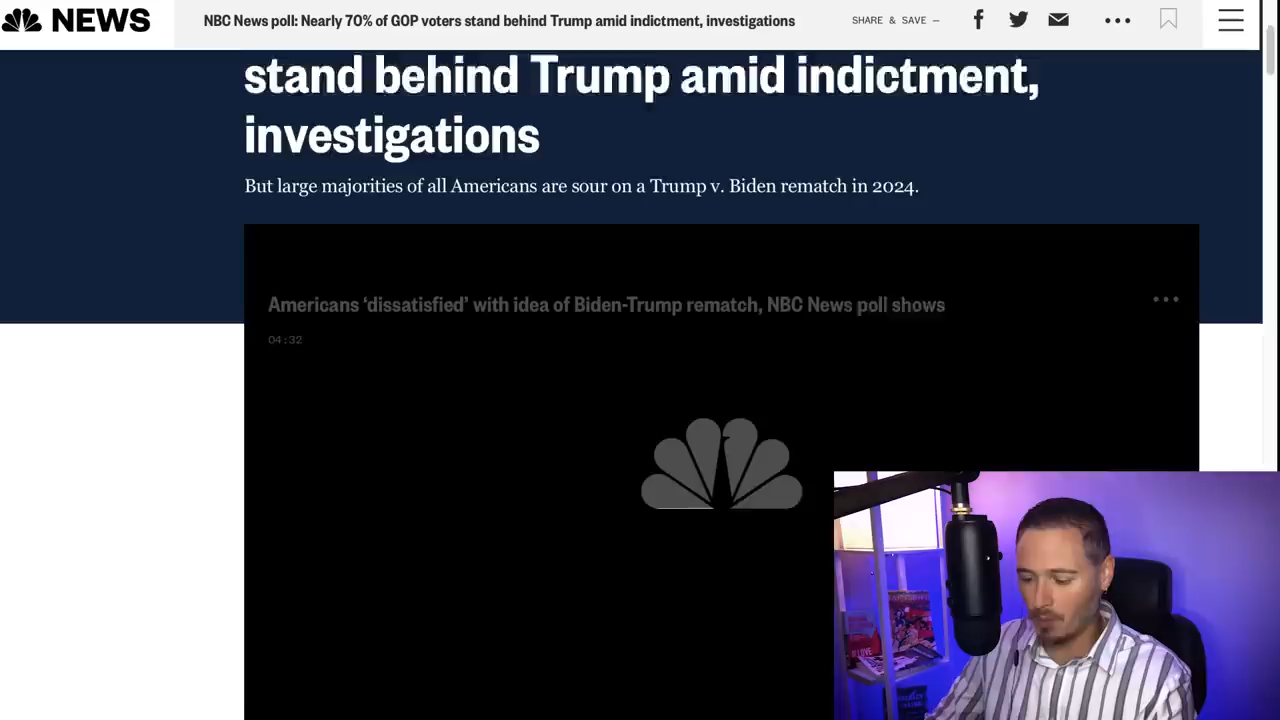 NEWS
NBC News poll: Nearly 70% of GOP voters stand behind Trump amid indictment, investigations
SHARE & SAVE —
stand behind Trump amid indictment,
investigations
But large majorities of all Americans are sour on a Trump v. Biden rematch in 2024.
Americans ‘dissatisfied’ with idea of Biden-Trump rematch, NBC News poll shows
04:32